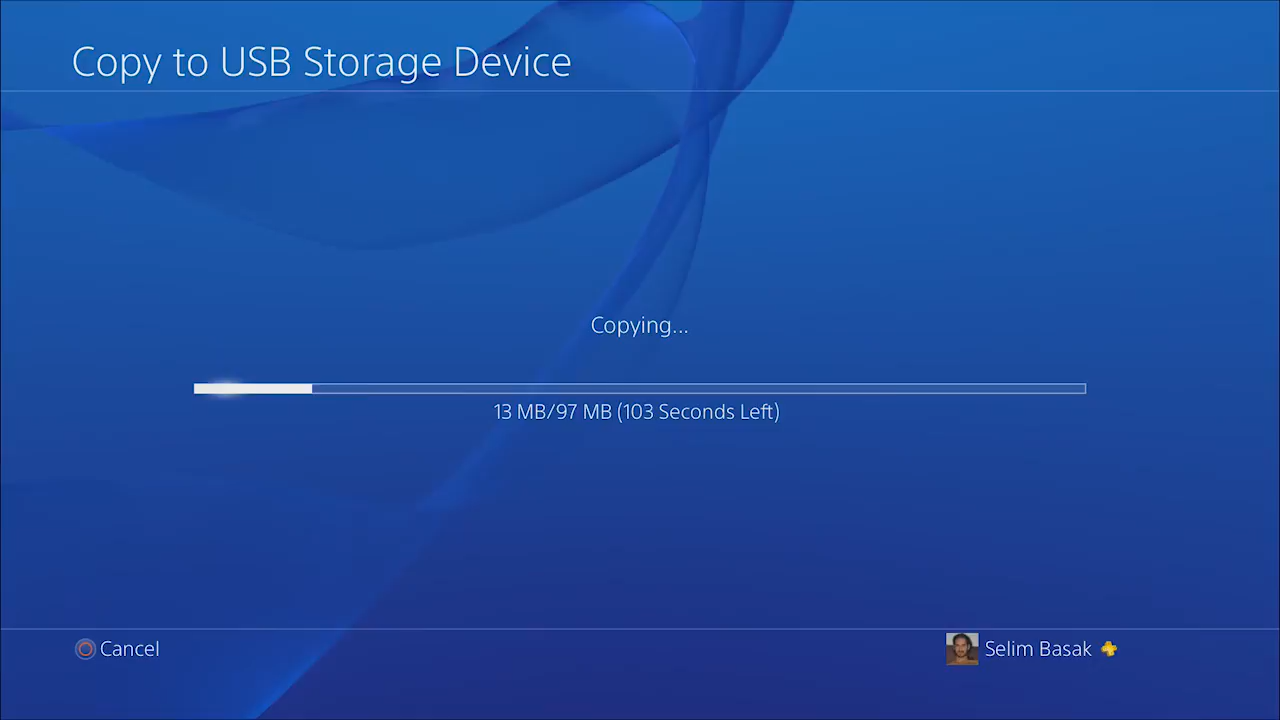 Copy to USB Storage Device
Copying...
13 MB/97 MB (103 Seconds Left)
Cancel
Selim Basak